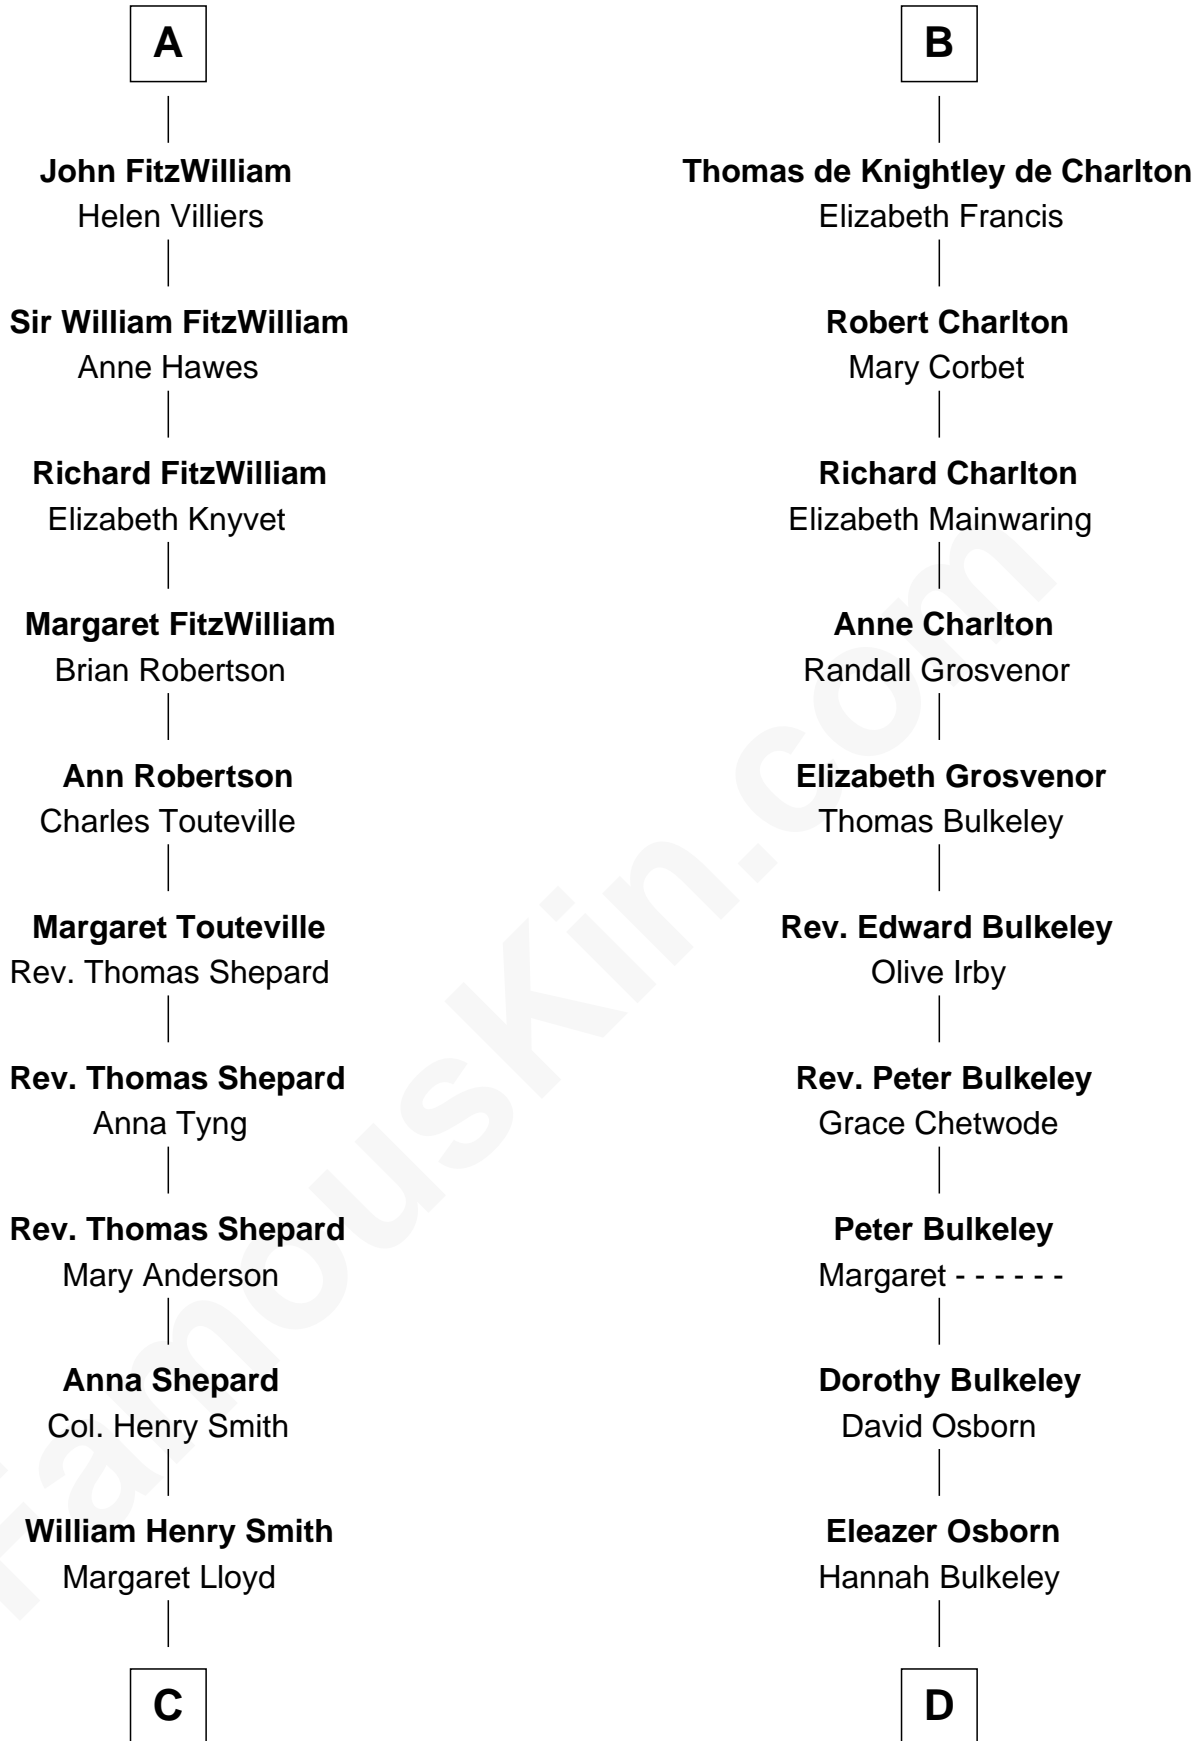 A
John FitzWilliam
Helen Villiers
Sir William FitzWilliam
Anne Hawes
Richard FitzWilliam
Elizabeth Knyvet
Margaret FitzWilliam
Brian Robertson
Ann Robertson
Charles Touteville
Margaret Touteville
Rev. Thomas Shepard
Rev. Thomas Shepard
Anna Tyng
Rev. Thomas Shepard
Mary Anderson
Anna Shepard
Col. Henry Smith
William Henry Smith
Margaret Lloyd
C
B
Thomas de Knightley de Charlton
Elizabeth Francis
Robert Charlton
Mary Corbet
Richard Charlton
Elizabeth Mainwaring
Anne Charlton
Randall Grosvenor
Elizabeth Grosvenor
Thomas Bulkeley
Rev. Edward Bulkeley
Olive Irby
Rev. Peter Bulkeley
Grace Chetwode
Peter Bulkeley
Margaret - - - - - -
Dorothy Bulkeley
David Osborn
Eleazer Osborn
Hannah Bulkeley
D
FamousKin.com